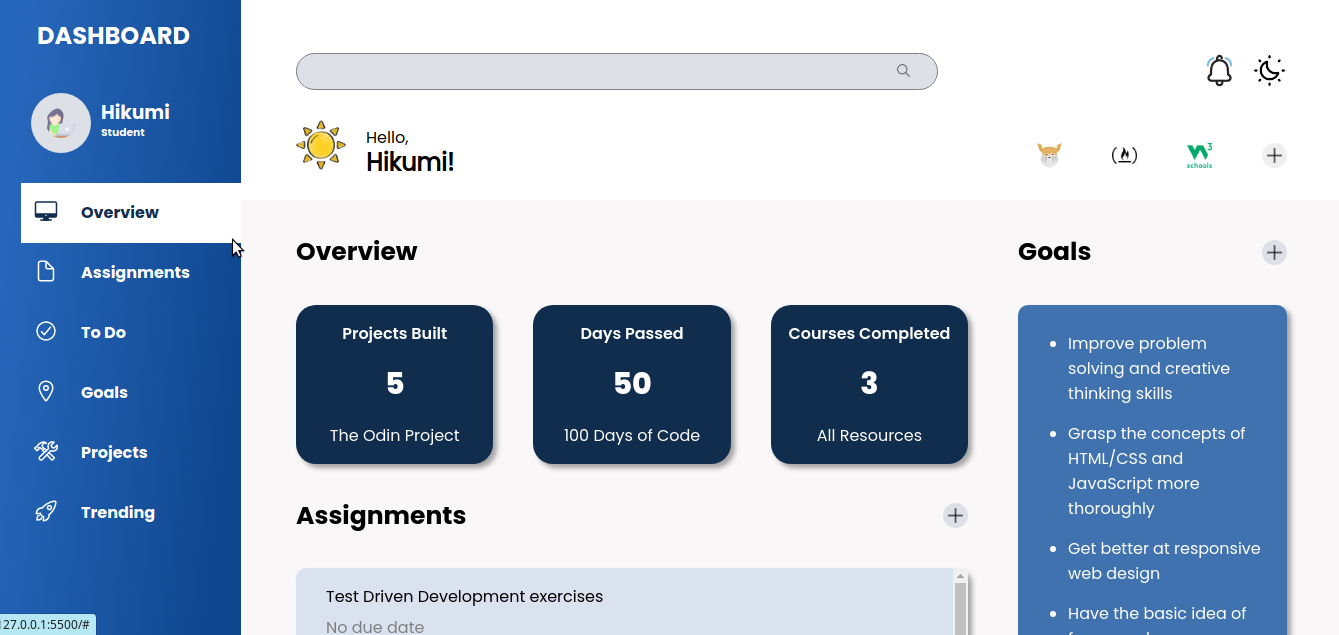 DASHBOARD
Hikumi
Student
Overview
Assignments
To Do
Goals
Projects
Trending
127.0.0.1:5500/#
Hello,
Hikumi!
W3
schools
Overview
Projects Built
5
The Odin Project
Days Passed
50
100 Days of Code
Courses Completed
3
All Resources
Assignments
Test Driven Development exercises
No due date
Goals
Improve problem
solving and creative
thinking skills
Grasp the concepts of
HTML/CSS and
JavaScript more
thoroughly
Get better at responsive
web design
Have the basic idea of